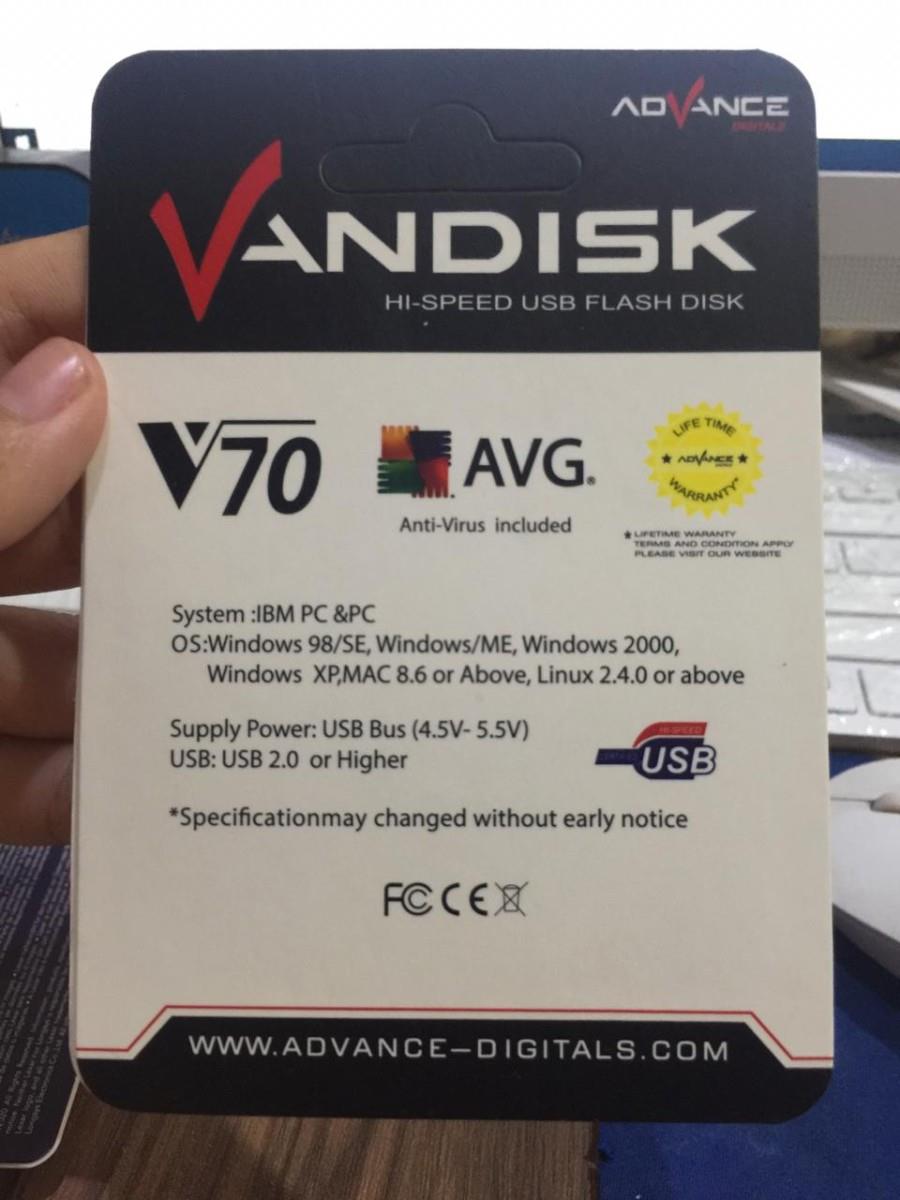 ADVANCE
DIGITALS
VANDISK
HI-SPEED USB FLASH DISK
V70
AVG®
Anti-Virus included
LIFE TIME
★ ADVANCE ★
WARRANTY*
★ LIFETIME WARANTY
TERMS AND CONDITION APPLY
PLEASE VISIT OUR WEBSITE
System :IBM PC &PC
OS:Windows 98/SE, Windows/ME, Windows 2000,
Windows XP,MAC 8.6 or Above, Linux 2.4.0 or above
Supply Power: USB Bus (4.5V- 5.5V)
USB: USB 2.0 or Higher
HI-SPEED
USB
*Specificationmay changed without early notice
FC CE
WWW.ADVANCE-DIGITALS.COM